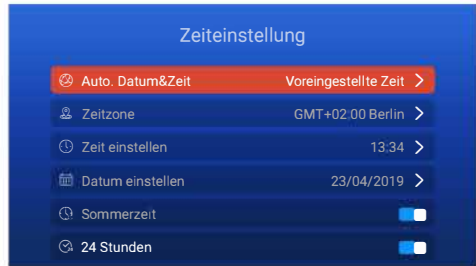 Zeiteinstellung
Auto. Datum&Zeit Voreingestellte Zeit
Zeitzone GMT+02:00 Berlin
Zeit einstellen 13:34
Datum einstellen 23/04/2019
Sommerzeit
24 Stunden